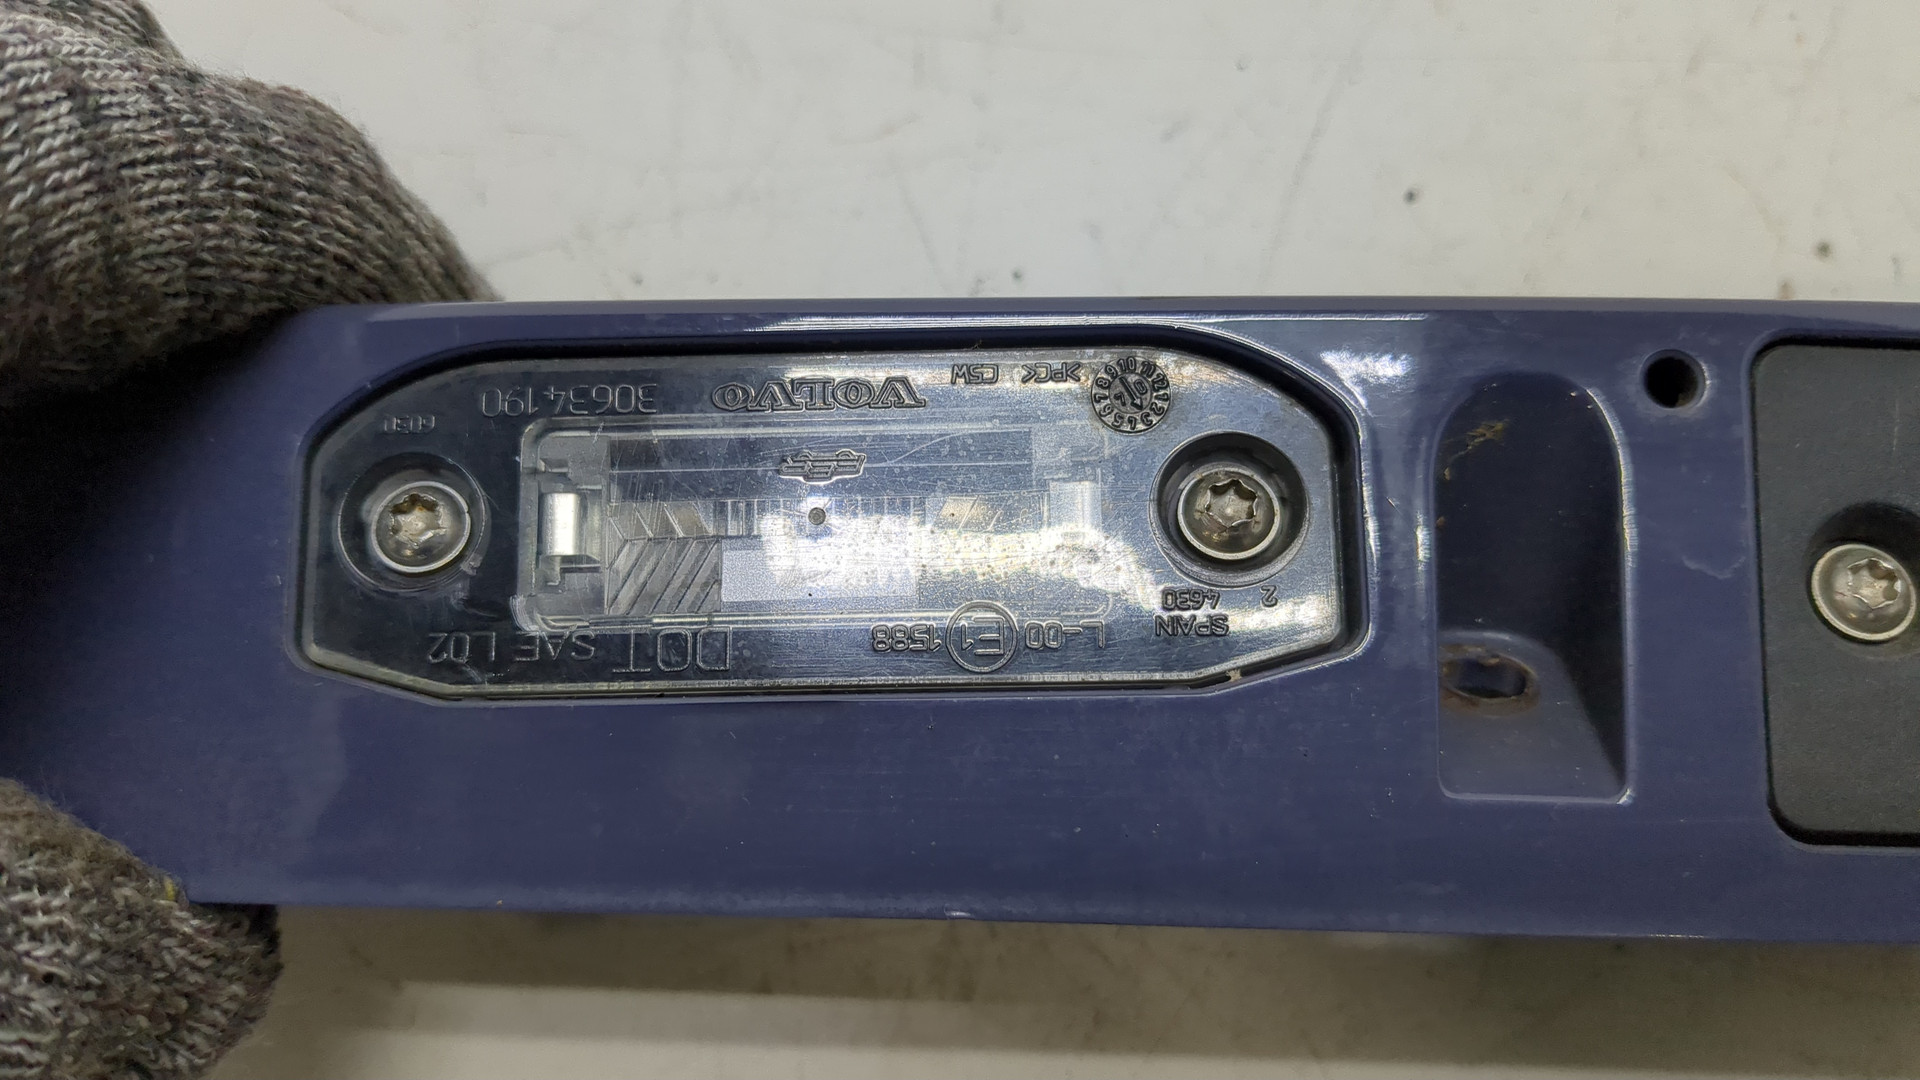 L-00 E1 1588
DOT SAE L02
SPAIN
2 4630
>PC< CSW
VOLVO
30634190